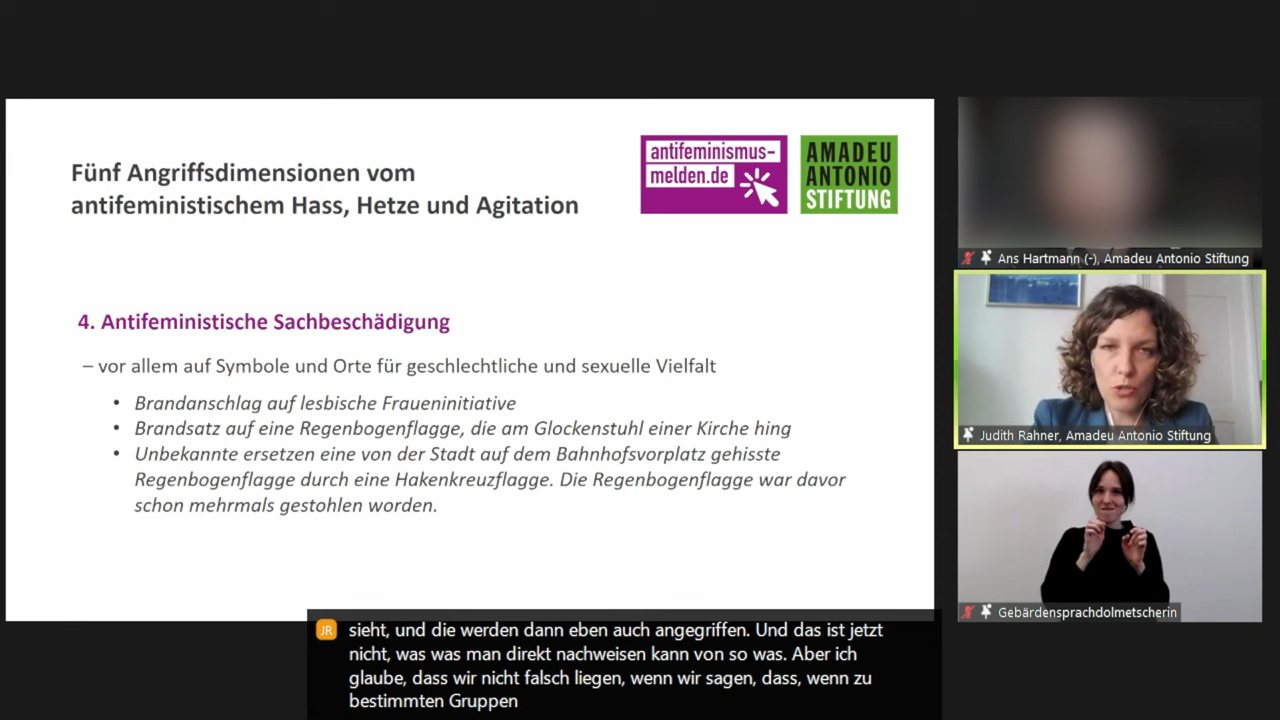 Fünf Angriffsdimensionen vom
antifeministischem Hass, Hetze und Agitation
antifeminismus-
melden.de
AMADEU
ANTONIO
STIFTUNG
4. Antifeministische Sachbeschädigung
– vor allem auf Symbole und Orte für geschlechtliche und sexuelle Vielfalt
• Brandanschlag auf lesbische Fraueninitiative
• Brandsatz auf eine Regenbogenflagge, die am Glockenstuhl einer Kirche hing
• Unbekannte ersetzen eine von der Stadt auf dem Bahnhofsvorplatz gehisste
Regenbogenflagge durch eine Hakenkreuzflagge. Die Regenbogenflagge war davor
schon mehrmals gestohlen worden.
Ans Hartmann (-), Amadeu Antonio Stiftung
Judith Rahner, Amadeu Antonio Stiftung
Gebärdensprachdolmetscherin
JR sieht, und die werden dann eben auch angegriffen. Und das ist jetzt
nicht, was was man direkt nachweisen kann von so was. Aber ich
glaube, dass wir nicht falsch liegen, wenn wir sagen, dass, wenn zu
bestimmten Gruppen